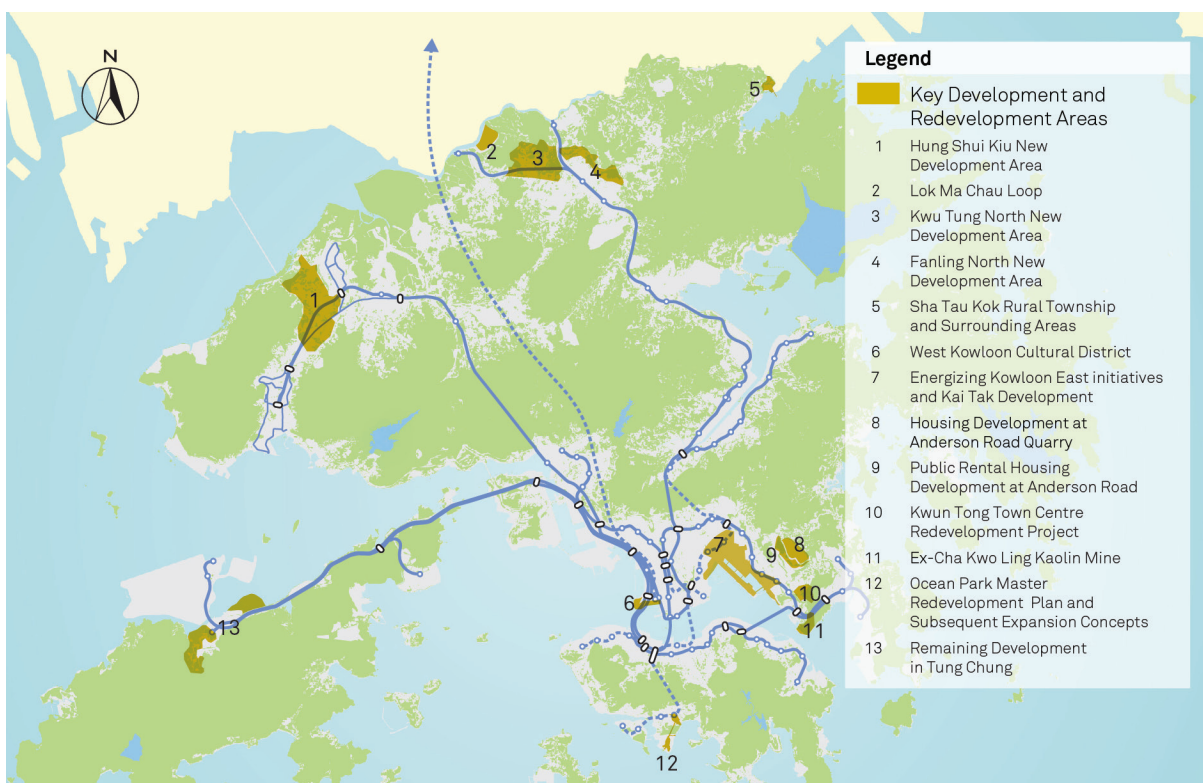 N
Legend
Key Development and
Redevelopment Areas
1 Hung Shui Kiu New
Development Area
2 Lok Ma Chau Loop
3 Kwu Tung North New
Development Area
4 Fanling North New
Development Area
5 Sha Tau Kok Rural Township
and Surrounding Areas
6 West Kowloon Cultural District
7 Energizing Kowloon East initiatives
and Kai Tak Development
8 Housing Development at
Anderson Road Quarry
9 Public Rental Housing
Development at Anderson Road
10 Kwun Tong Town Centre
Redevelopment Project
11 Ex-Cha Kwo Ling Kaolin Mine
12 Ocean Park Master
Redevelopment Plan and
Subsequent Expansion Concepts
13 Remaining Development
in Tung Chung
5
2
3
4
1
7
9
8
10
6
11
13
12